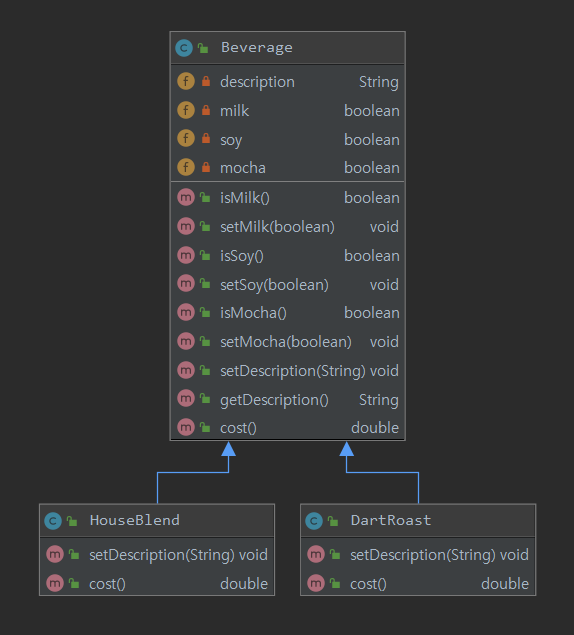 Beverage
description String
milk boolean
soy boolean
mocha boolean
isMilk() boolean
setMilk(boolean) void
isSoy() boolean
setSoy(boolean) void
isMocha() boolean
setMocha(boolean) void
setDescription(String) void
getDescription() String
cost() double
HouseBlend
setDescription(String) void
cost() double
DartRoast
setDescription(String) void
cost() double